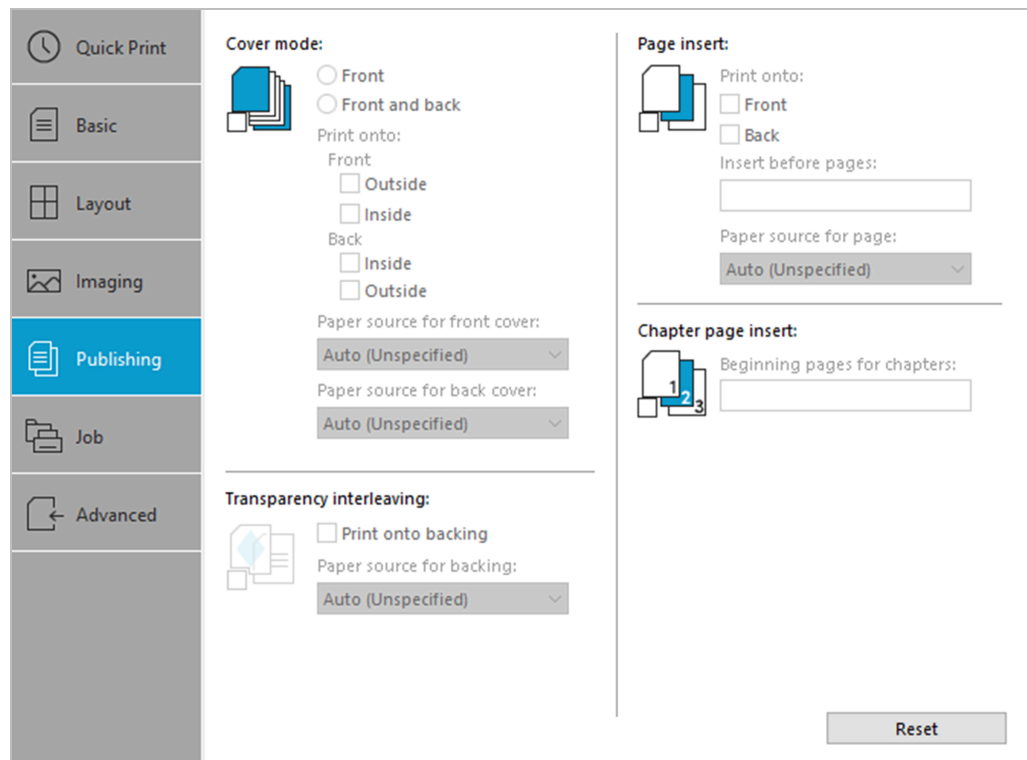 Quick Print
Basic
Layout
Imaging
Publishing
Job
Advanced
Cover mode:
Front
Front and back
Print onto:
Front
Outside
Inside
Back
Inside
Outside
Paper source for front cover:
Auto (Unspecified)
Paper source for back cover:
Auto (Unspecified)
Transparency interleaving:
Print onto backing
Paper source for backing:
Auto (Unspecified)
Page insert:
Print onto:
Front
Back
Insert before pages:
Paper source for page:
Auto (Unspecified)
Chapter page insert:
1
2
3
Beginning pages for chapters:
Reset